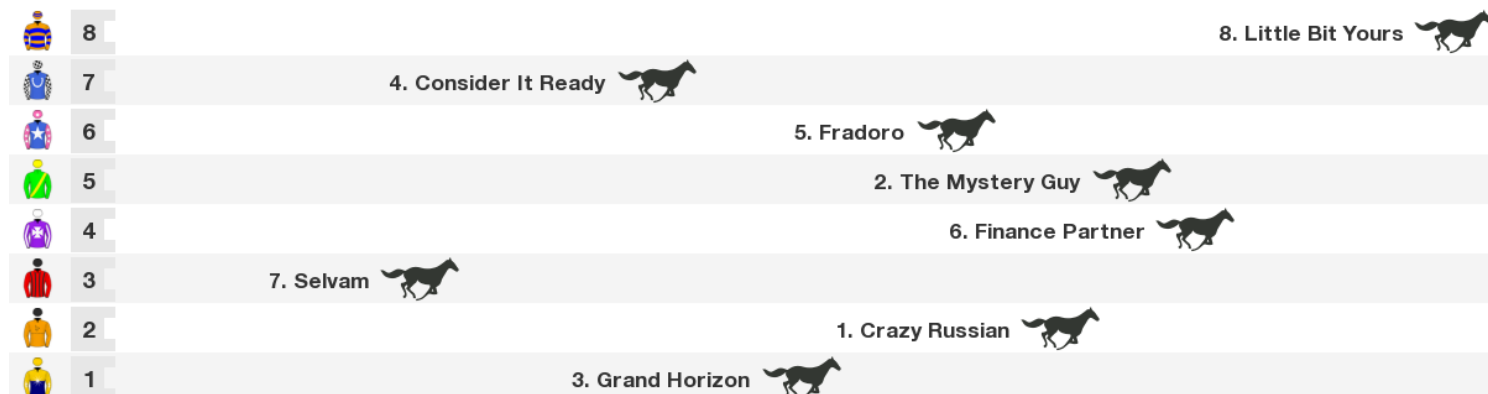 8 8. Little Bit Yours
7 4. Consider It Ready
6 5. Fradoro
5 2. The Mystery Guy
4 6. Finance Partner
3 7. Selvam
2 1. Crazy Russian
1 3. Grand Horizon